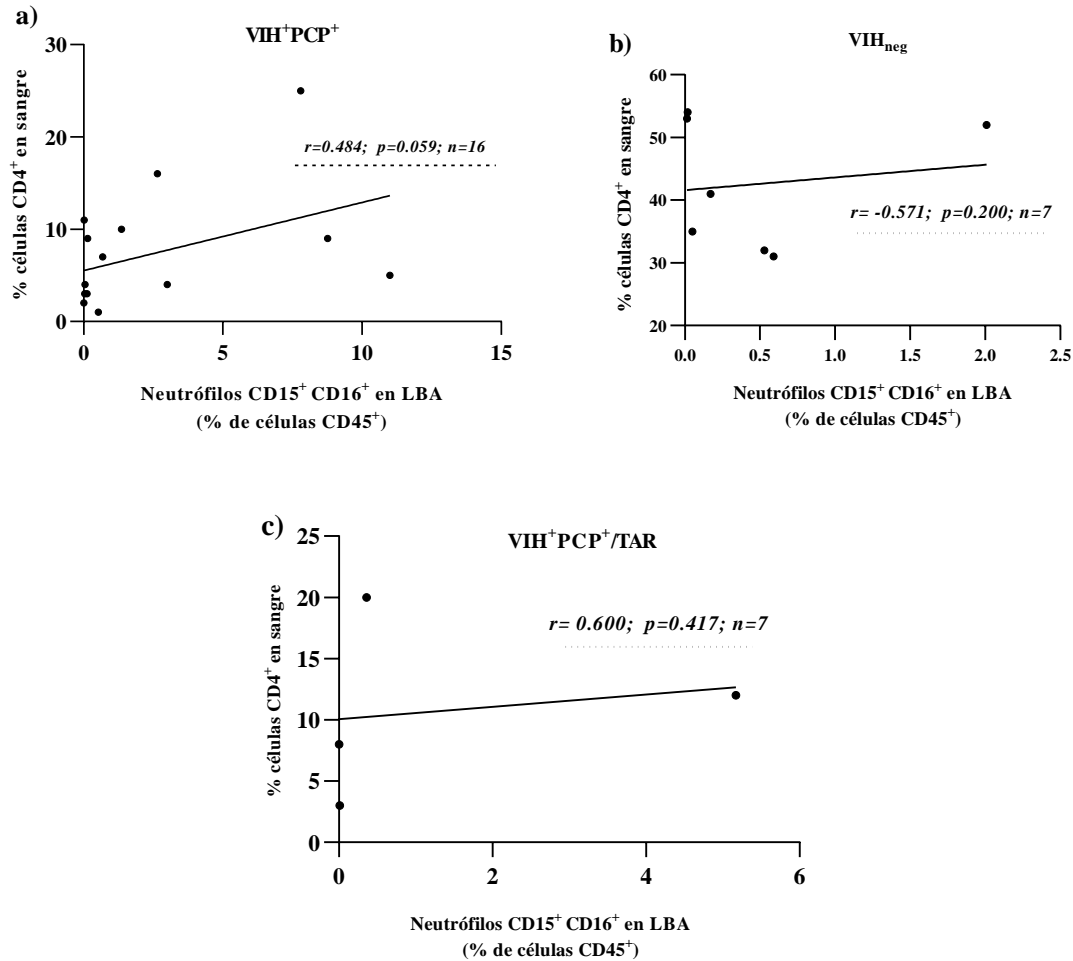 a)
VIH⁺PCP⁺
% células CD4⁺ en sangre
30
20
10
0
r=0.484; p=0.059; n=16
0 5 10 15
Neutrófilos CD15⁺ CD16⁺ en LBA
(% de células CD45⁺)
b)
VIHneg
% células CD4⁺ en sangre
60
50
40
30
20
r= -0.571; p=0.200; n=7
0.0 0.5 1.0 1.5 2.0 2.5
Neutrófilos CD15⁺ CD16⁺ en LBA
(% de células CD45⁺)
c)
VIH⁺PCP⁺/TAR
% células CD4⁺ en sangre
25
20
15
10
5
0
r= 0.600; p=0.417; n=7
0 2 4 6
Neutrófilos CD15⁺ CD16⁺ en LBA
(% de células CD45⁺)